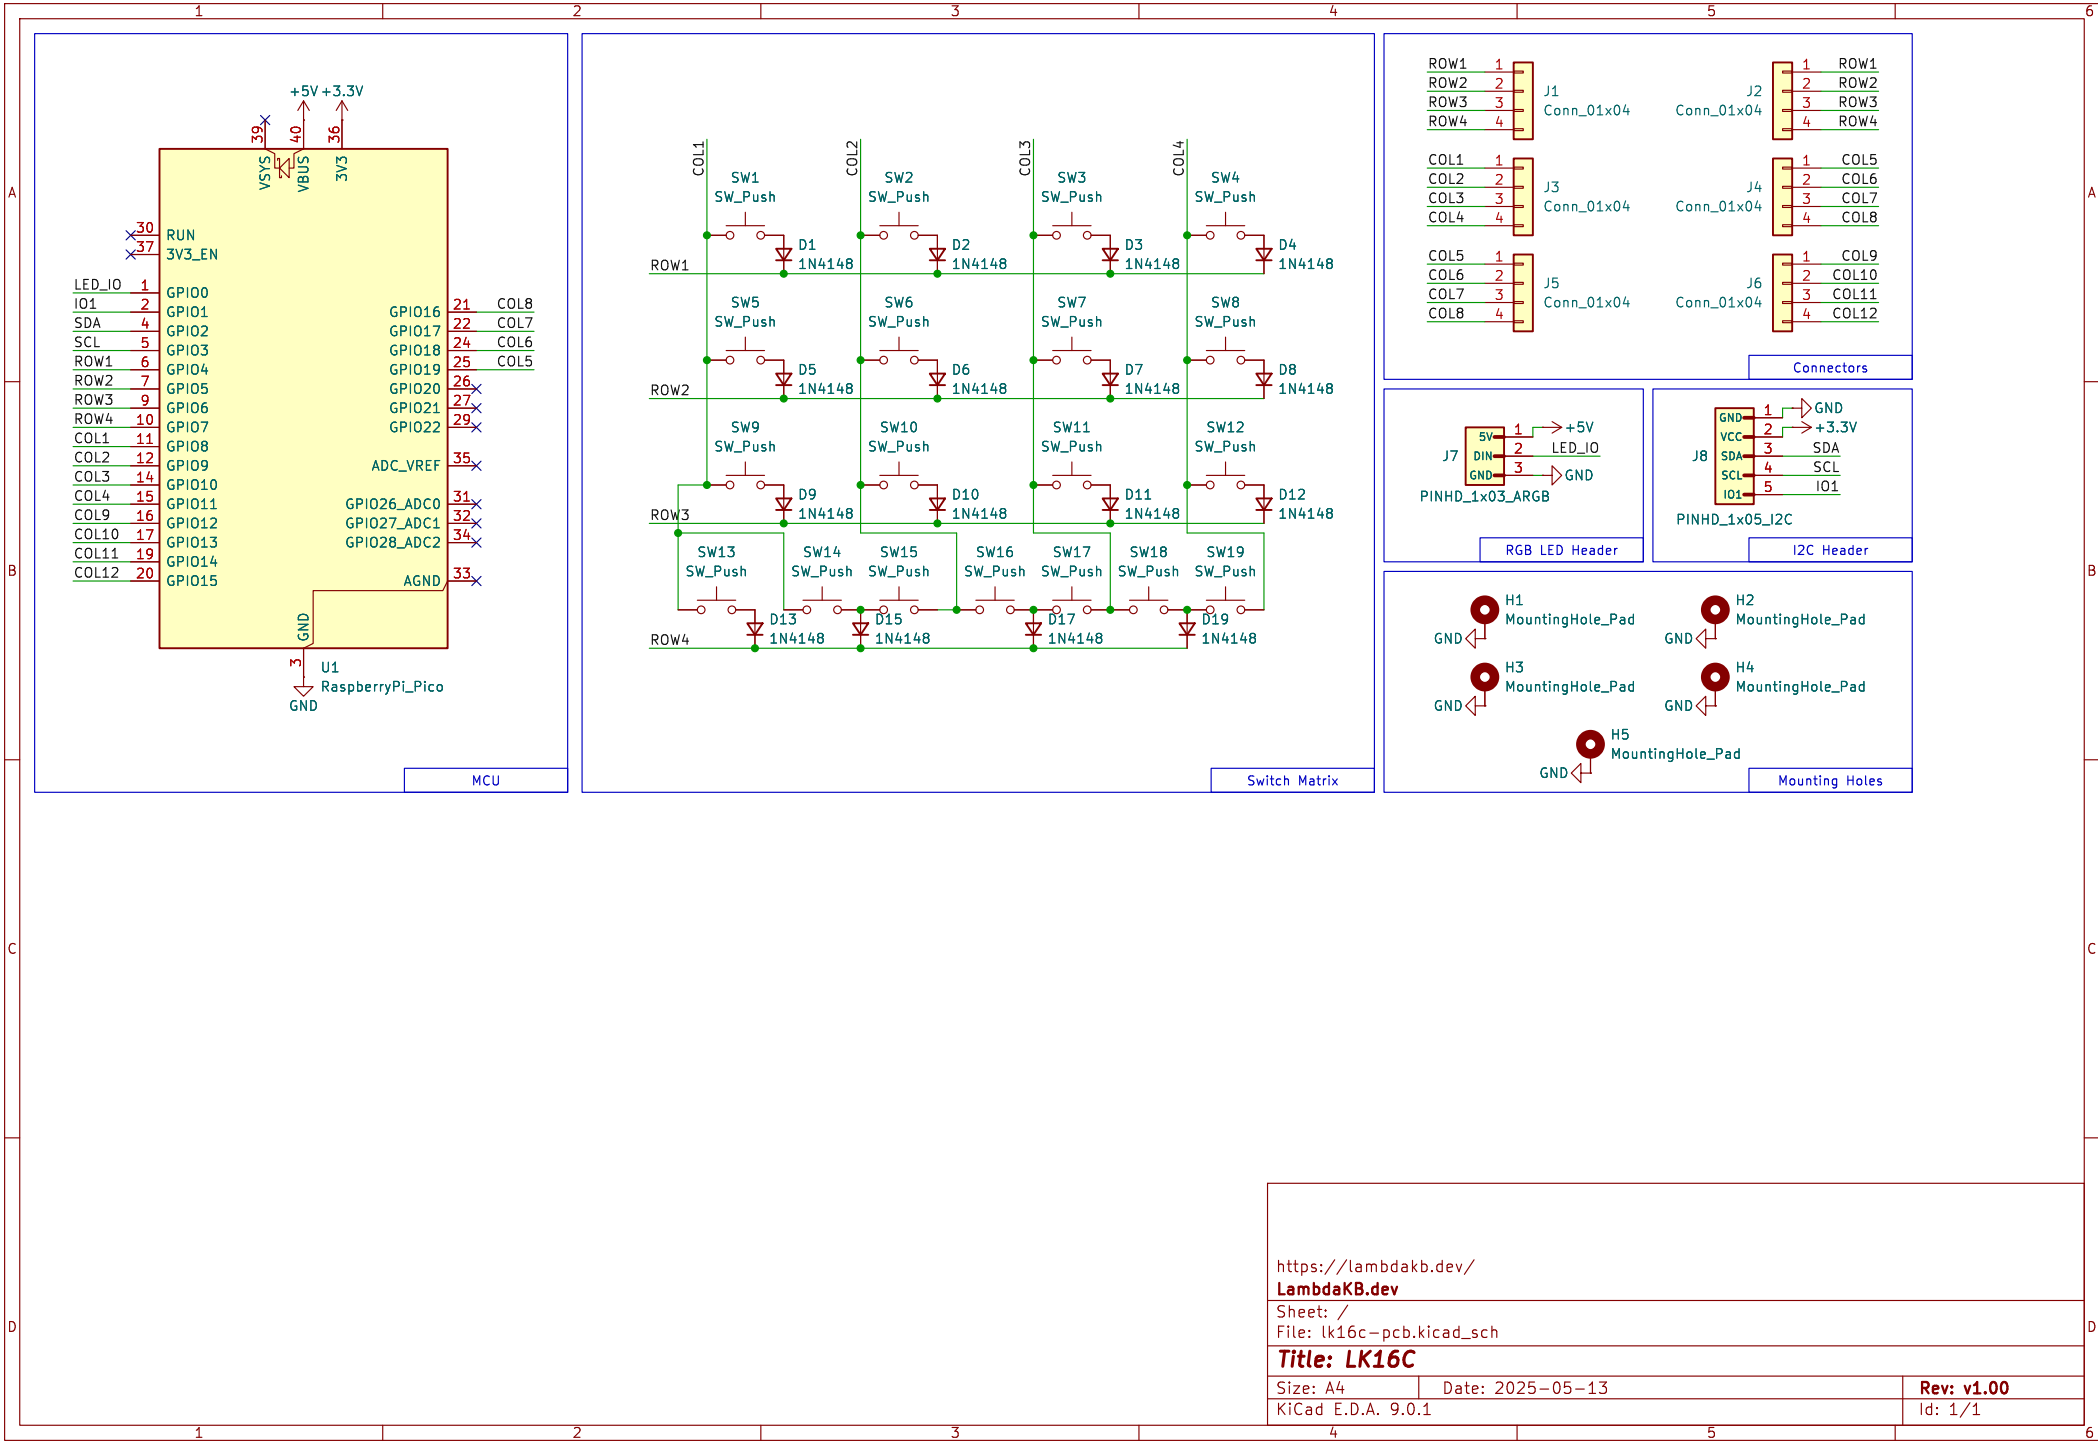 1 2 3 4 5 6
A
B
C
D
+5V +3.3V
39 40 36
VSYS VBUS 3V3
30 RUN
37 3V3_EN
LED_IO 1 GPIO0
IO1 2 GPIO1
SDA 4 GPIO2
SCL 5 GPIO3
ROW1 6 GPIO4
ROW2 7 GPIO5
ROW3 9 GPIO6
ROW4 10 GPIO7
COL1 11 GPIO8
COL2 12 GPIO9
COL3 14 GPIO10
COL4 15 GPIO11
COL9 16 GPIO12
COL10 17 GPIO13
COL11 19 GPIO14
COL12 20 GPIO15
GPIO16 21 COL8
GPIO17 22 COL7
GPIO18 24 COL6
GPIO19 25 COL5
GPIO20 26
GPIO21 27
GPIO22 29
ADC_VREF 35
GPIO26_ADC0 31
GPIO27_ADC1 32
GPIO28_ADC2 34
AGND 33
GND
3
U1
RaspberryPi_Pico
GND
MCU
COL1 COL2 COL3 COL4
SW1 SW2 SW3 SW4
SW_Push SW_Push SW_Push SW_Push
D1 D2 D3 D4
ROW1 1N4148 1N4148 1N4148 1N4148
SW5 SW6 SW7 SW8
SW_Push SW_Push SW_Push SW_Push
D5 D6 D7 D8
ROW2 1N4148 1N4148 1N4148 1N4148
SW9 SW10 SW11 SW12
SW_Push SW_Push SW_Push SW_Push
D9 D10 D11 D12
ROW3 1N4148 1N4148 1N4148 1N4148
SW13 SW14 SW15 SW16 SW17 SW18 SW19
SW_Push SW_Push SW_Push SW_Push SW_Push SW_Push SW_Push
D13 D15 D17 D19
ROW4 1N4148 1N4148 1N4148 1N4148
Switch Matrix
ROW1 1
ROW2 2
ROW3 3
ROW4 4
J1
Conn_01x04
1 ROW1
2 ROW2
3 ROW3
4 ROW4
J2
Conn_01x04
COL1 1
COL2 2
COL3 3
COL4 4
J3
Conn_01x04
1 COL5
2 COL6
3 COL7
4 COL8
J4
Conn_01x04
COL5 1
COL6 2
COL7 3
COL8 4
J5
Conn_01x04
1 COL9
2 COL10
3 COL11
4 COL12
J6
Conn_01x04
Connectors
5V 1 +5V
J7 DIN 2 LED_IO
GND 3 GND
PINHD_1x03_ARGB
RGB LED Header
GND 1 GND
VCC 2 +3.3V
J8 SDA 3 SDA
SCL 4 SCL
IO1 5 IO1
PINHD_1x05_I2C
I2C Header
H1
MountingHole_Pad
GND
H2
MountingHole_Pad
GND
H3
MountingHole_Pad
GND
H4
MountingHole_Pad
GND
H5
MountingHole_Pad
GND
Mounting Holes
https://lambdakb.dev/
LambdaKB.dev
Sheet: /
File: lk16c-pcb.kicad_sch
Title: LK16C
Size: A4 Date: 2025-05-13 Rev: v1.00
KiCad E.D.A. 9.0.1 Id: 1/1
A
B
C
D
1 2 3 4 5 6